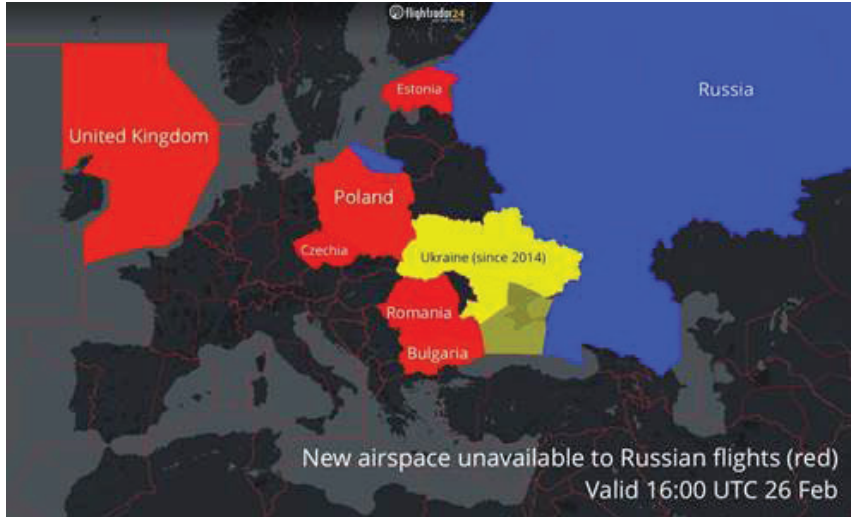 flightradar24
Estonia
Russia
United Kingdom
Poland
Czechia
Ukraine (since 2014)
Romania
Bulgaria
New airspace unavailable to Russian flights (red)
Valid 16:00 UTC 26 Feb